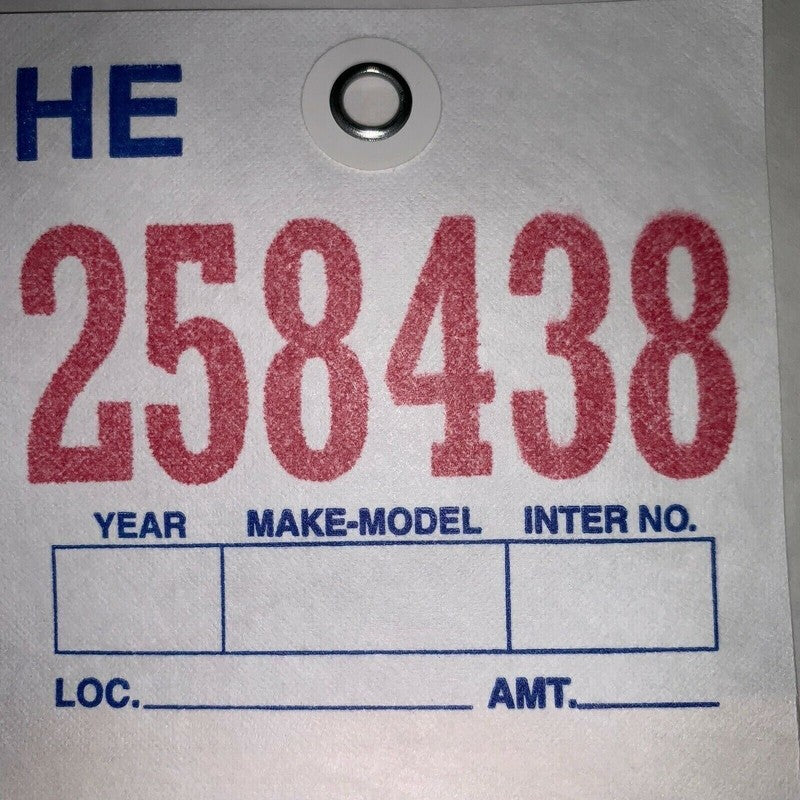 HE
258438
YEAR MAKE-MODEL INTER NO.
LOC. AMT.